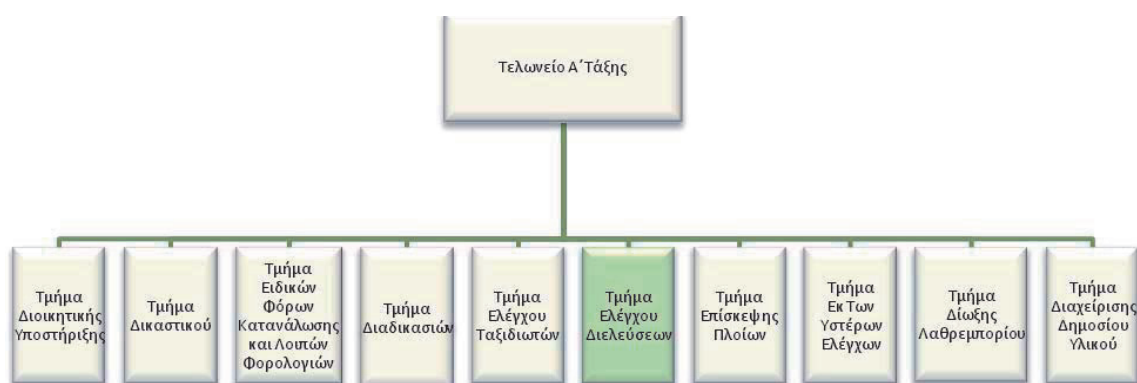 Τελωνείο Α΄Τάξης
Τμήμα
Διοικητικής
Υποστήριξης
Τμήμα
Δικαστικού
Τμήμα
Ειδικών
Φόρων
Κατανάλωσης
και Λοιπών
Φορολογιών
Τμήμα
Διαδικασιών
Τμήμα
Ελέγχου
Ταξιδιωτών
Τμήμα
Ελέγχου
Διελεύσεων
Τμήμα
Επίσκεψης
Πλοίων
Τμήμα
Εκ Των
Υστέρων
Ελέγχων
Τμήμα
Δίωξης
Λαθρεμπορίου
Τμήμα
Διαχείρισης
Δημοσίου
Υλικού